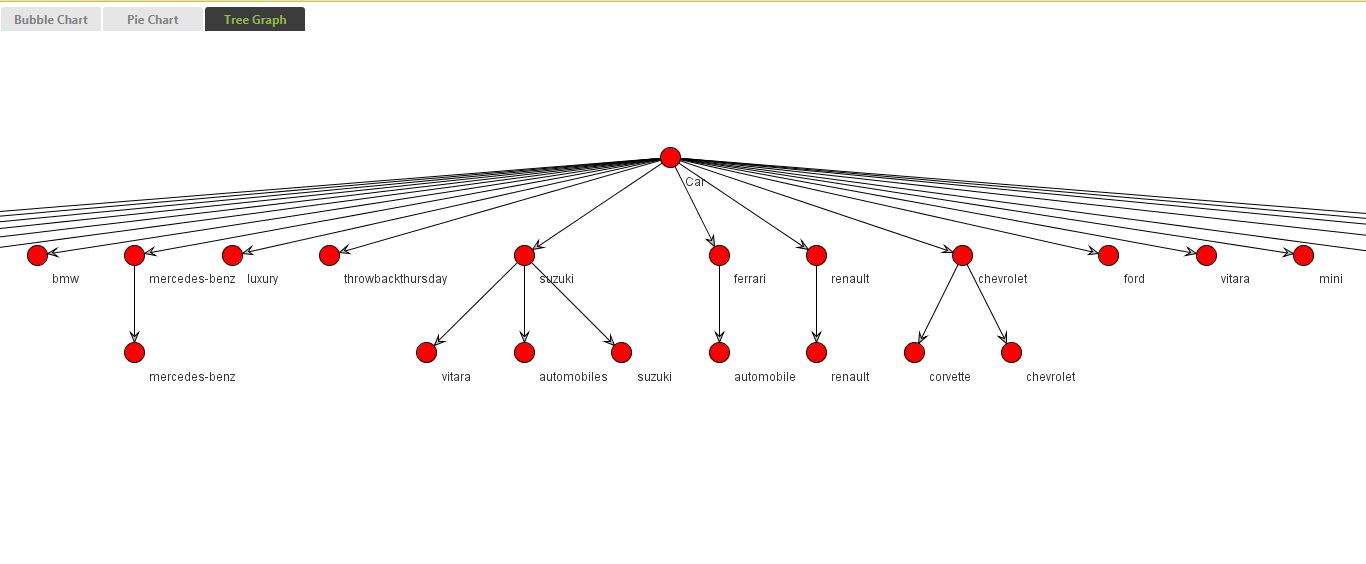 Bubble Chart Pie Chart Tree Graph
Car
bmw mercedes-benz luxury throwbackthursday suzuki ferrari renault chevrolet ford vitara mini
mercedes-benz vitara automobiles suzuki automobile renault corvette chevrolet